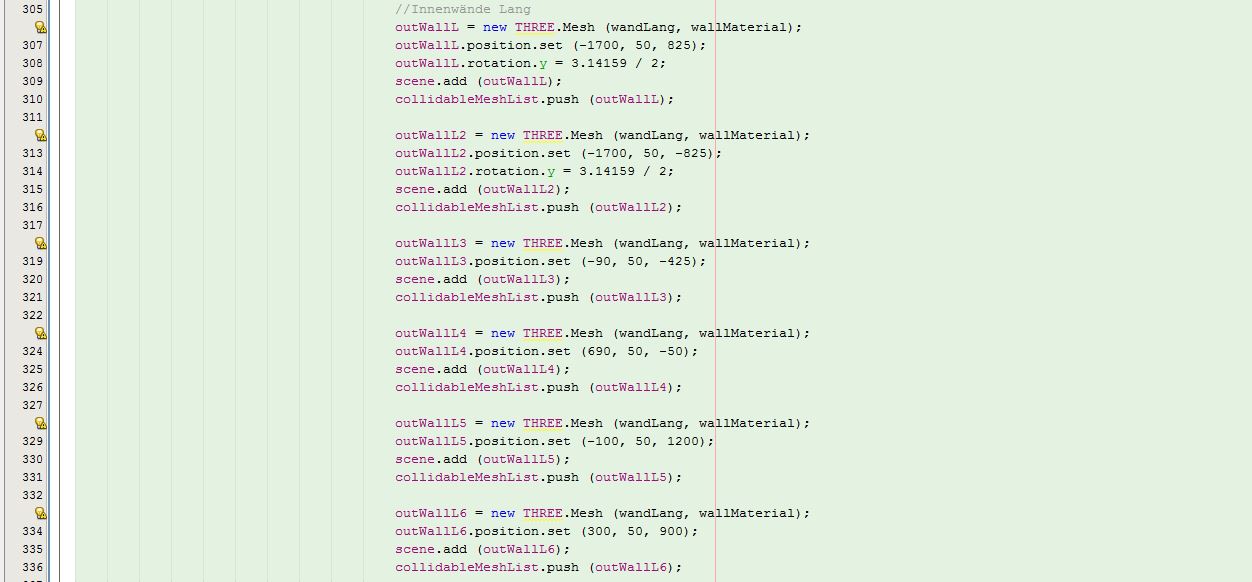 305 //Innenwände Lang
outWallL = new THREE.Mesh (wandLang, wallMaterial);
307 outWallL.position.set (-1700, 50, 825);
308 outWallL.rotation.y = 3.14159 / 2;
309 scene.add (outWallL);
310 collidableMeshList.push (outWallL);
311
outWallL2 = new THREE.Mesh (wandLang, wallMaterial);
313 outWallL2.position.set (-1700, 50, -825);
314 outWallL2.rotation.y = 3.14159 / 2;
315 scene.add (outWallL2);
316 collidableMeshList.push (outWallL2);
317
outWallL3 = new THREE.Mesh (wandLang, wallMaterial);
319 outWallL3.position.set (-90, 50, -425);
320 scene.add (outWallL3);
321 collidableMeshList.push (outWallL3);
322
outWallL4 = new THREE.Mesh (wandLang, wallMaterial);
324 outWallL4.position.set (690, 50, -50);
325 scene.add (outWallL4);
326 collidableMeshList.push (outWallL4);
327
outWallL5 = new THREE.Mesh (wandLang, wallMaterial);
329 outWallL5.position.set (-100, 50, 1200);
330 scene.add (outWallL5);
331 collidableMeshList.push (outWallL5);
332
outWallL6 = new THREE.Mesh (wandLang, wallMaterial);
334 outWallL6.position.set (300, 50, 900);
335 scene.add (outWallL6);
336 collidableMeshList.push (outWallL6);